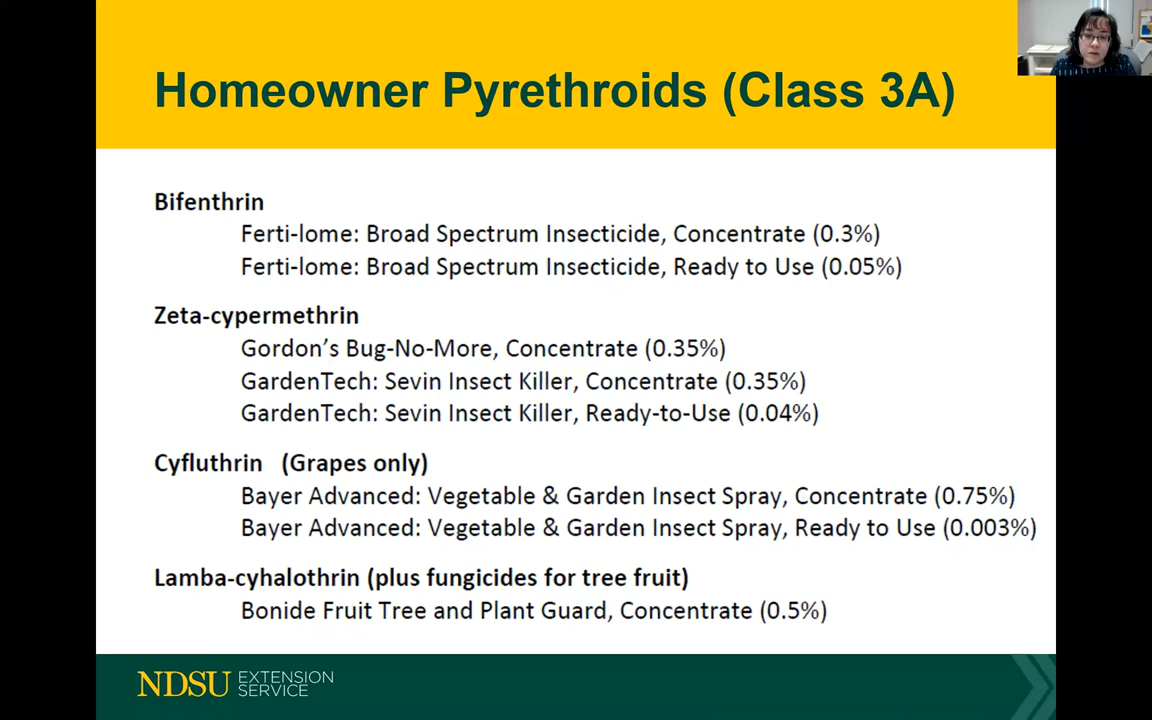 Homeowner Pyrethroids (Class 3A)
Bifenthrin
Ferti-lome: Broad Spectrum Insecticide, Concentrate (0.3%)
Ferti-lome: Broad Spectrum Insecticide, Ready to Use (0.05%)
Zeta-cypermethrin
Gordon's Bug-No-More, Concentrate (0.35%)
GardenTech: Sevin Insect Killer, Concentrate (0.35%)
GardenTech: Sevin Insect Killer, Ready-to-Use (0.04%)
Cyfluthrin (Grapes only)
Bayer Advanced: Vegetable & Garden Insect Spray, Concentrate (0.75%)
Bayer Advanced: Vegetable & Garden Insect Spray, Ready to Use (0.003%)
Lamba-cyhalothrin (plus fungicides for tree fruit)
Bonide Fruit Tree and Plant Guard, Concentrate (0.5%)
NDSU EXTENSION
SERVICE